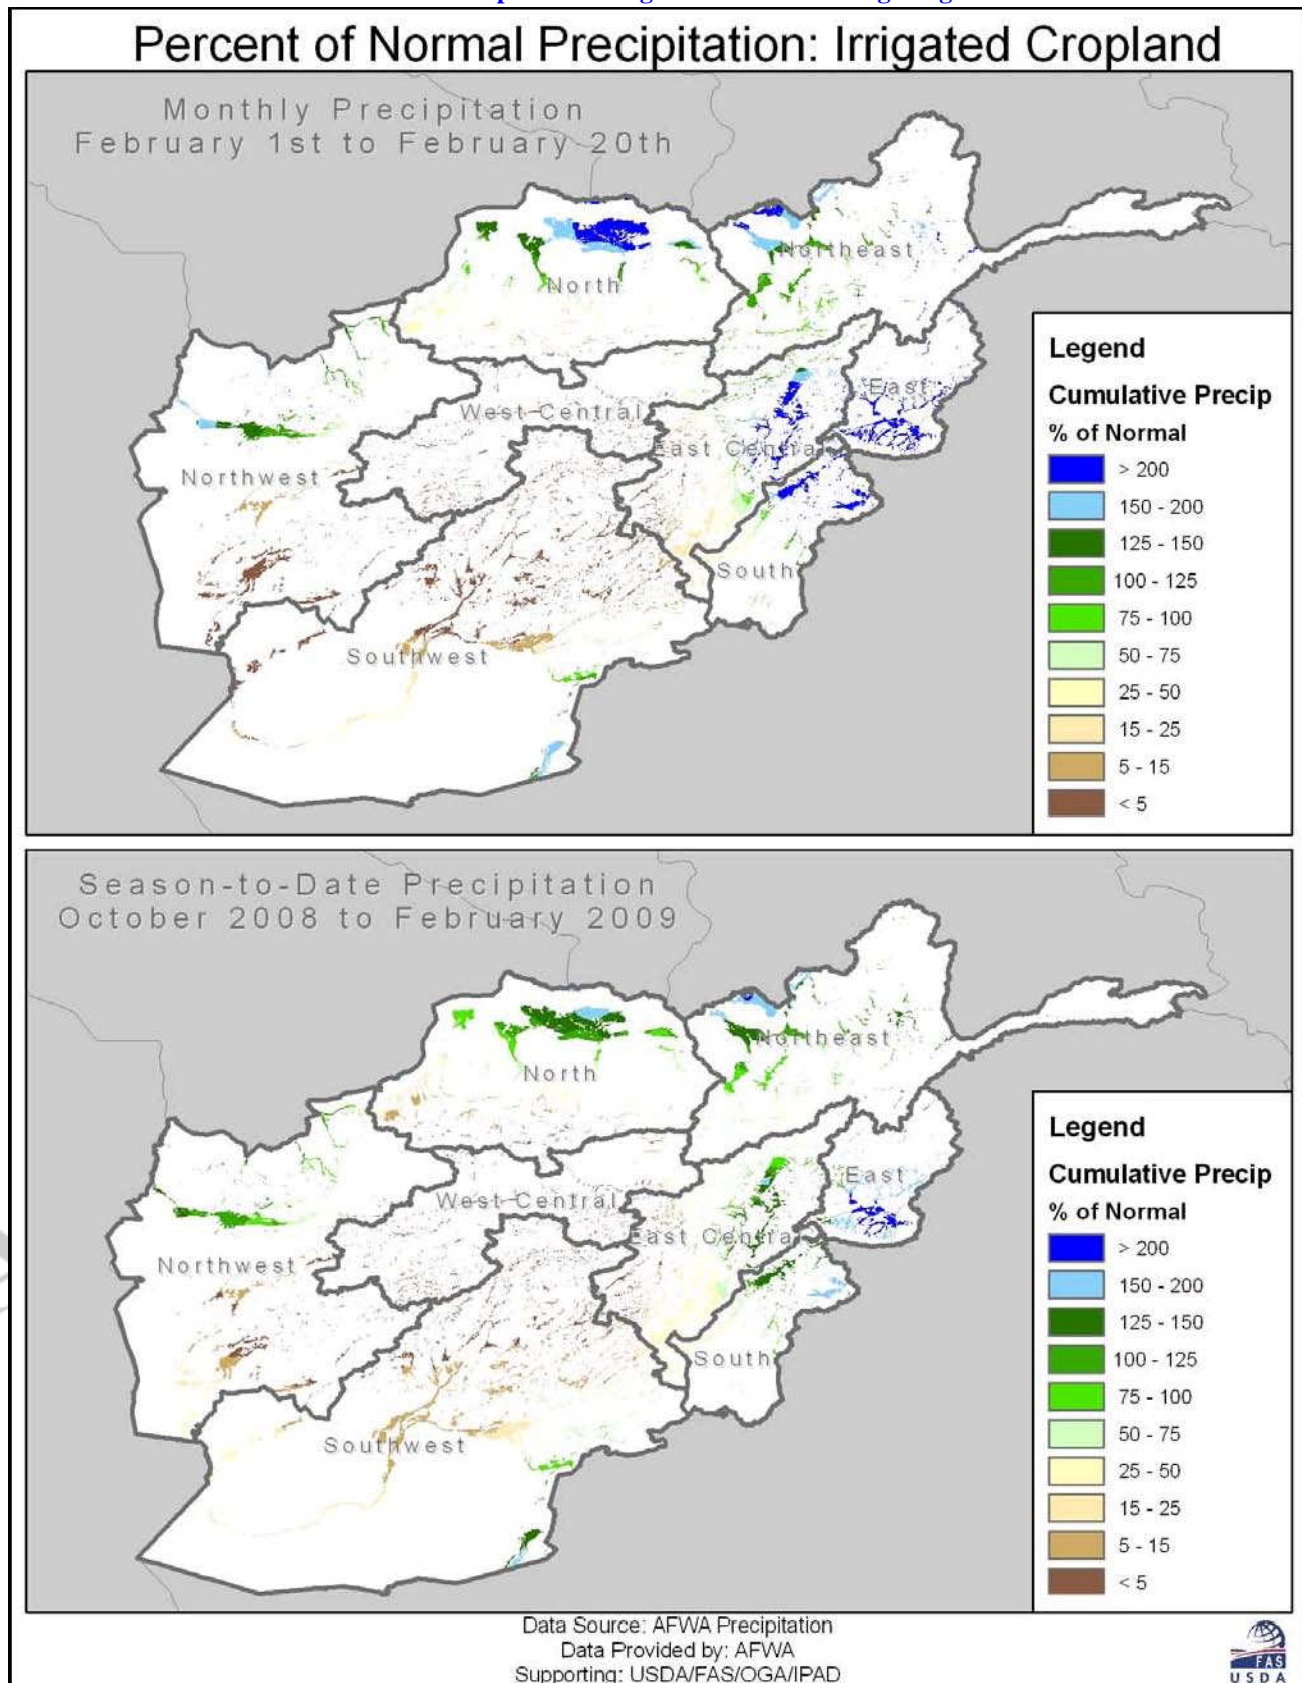 Percent of Normal Precipitation: Irrigated Cropland
Monthly Precipitation
February 1st to February 20th
Northeast
North
East
West Central
East Central
Northwest
South
Southwest
Legend
Cumulative Precip
% of Normal
> 200
150 - 200
125 - 150
100 - 125
75 - 100
50 - 75
25 - 50
15 - 25
5 - 15
< 5
Season-to-Date Precipitation
October 2008 to February 2009
Northeast
North
East
West Central
East Central
Northwest
South
Southwest
Legend
Cumulative Precip
% of Normal
> 200
150 - 200
125 - 150
100 - 125
75 - 100
50 - 75
25 - 50
15 - 25
5 - 15
< 5
Data Source: AFWA Precipitation
Data Provided by: AFWA
Supporting: USDA/FAS/OGA/IPAD
FAS
USDA